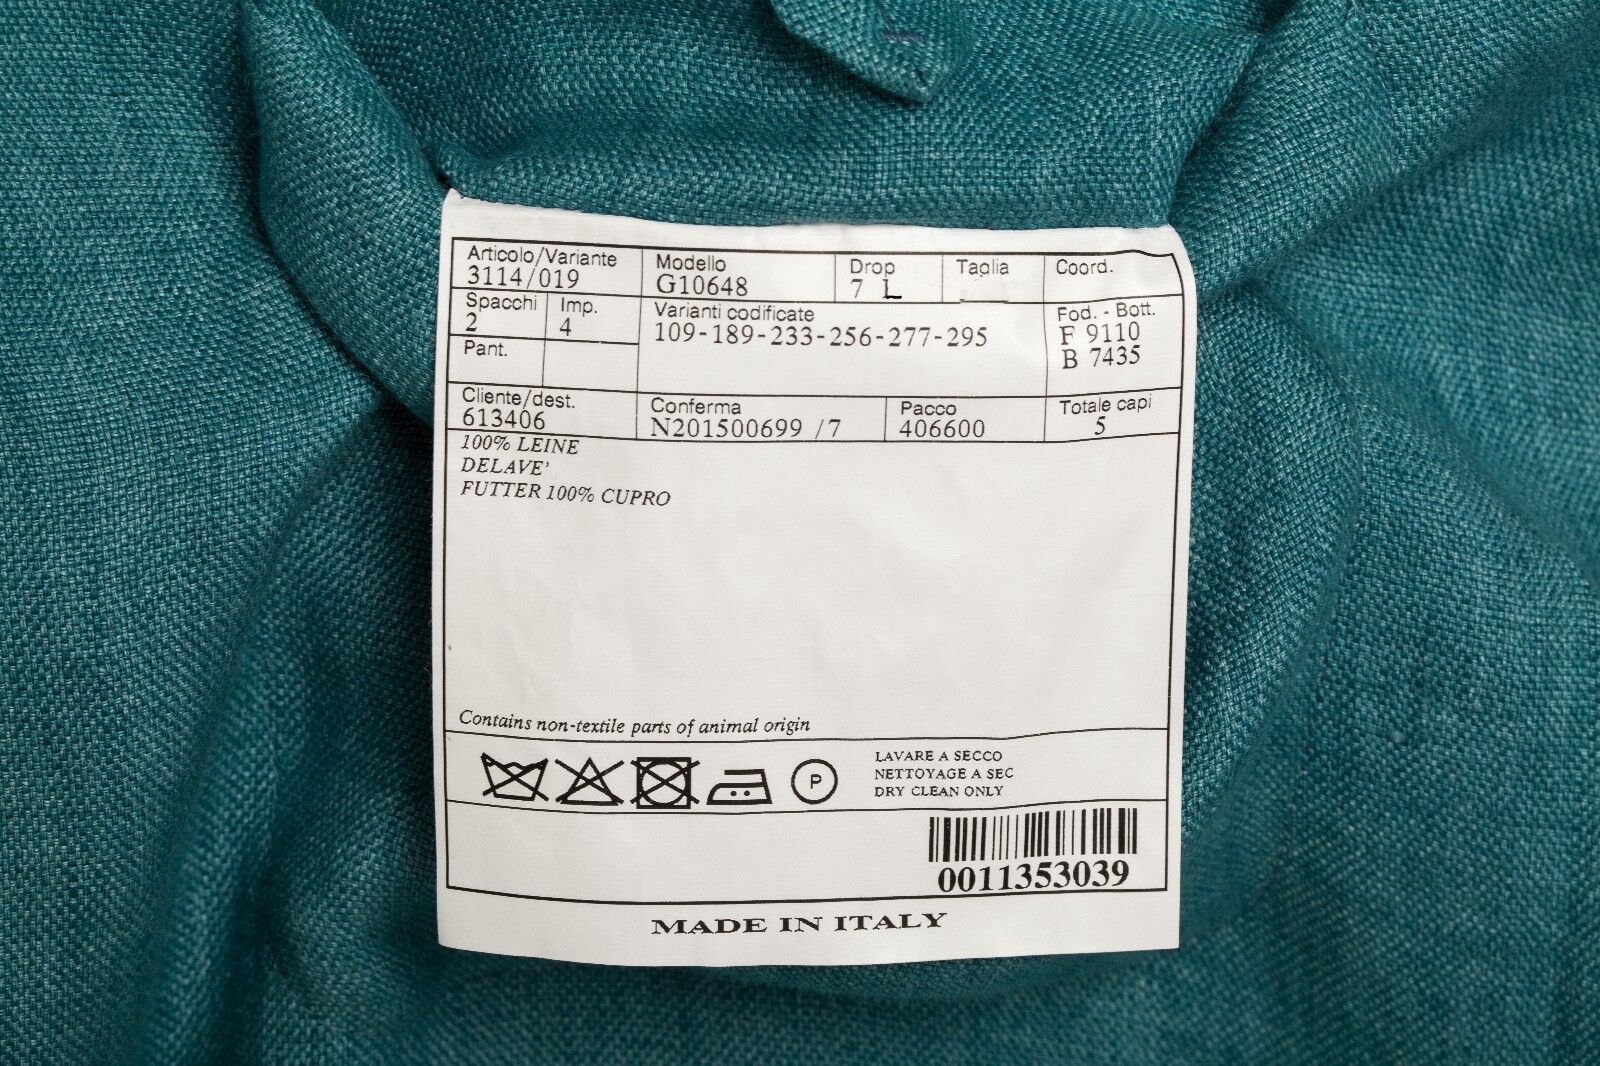 Articolo/Variante Modello Drop Taglia Coord.
3114/019 G10648 7 L
Spacchi Imp. Varianti codificate Fod. - Bott.
2 4 109-189-233-256-277-295 F 9110
Pant. B 7435
Cliente/dest. Conferma Pacco Totale capi
613406 N201500699 /7 406600 5
100% LEINE
DELAVE'
FUTTER 100% CUPRO
Contains non-textile parts of animal origin
P
LAVARE A SECCO
NETTOYAGE A SEC
DRY CLEAN ONLY
0011353039
MADE IN ITALY